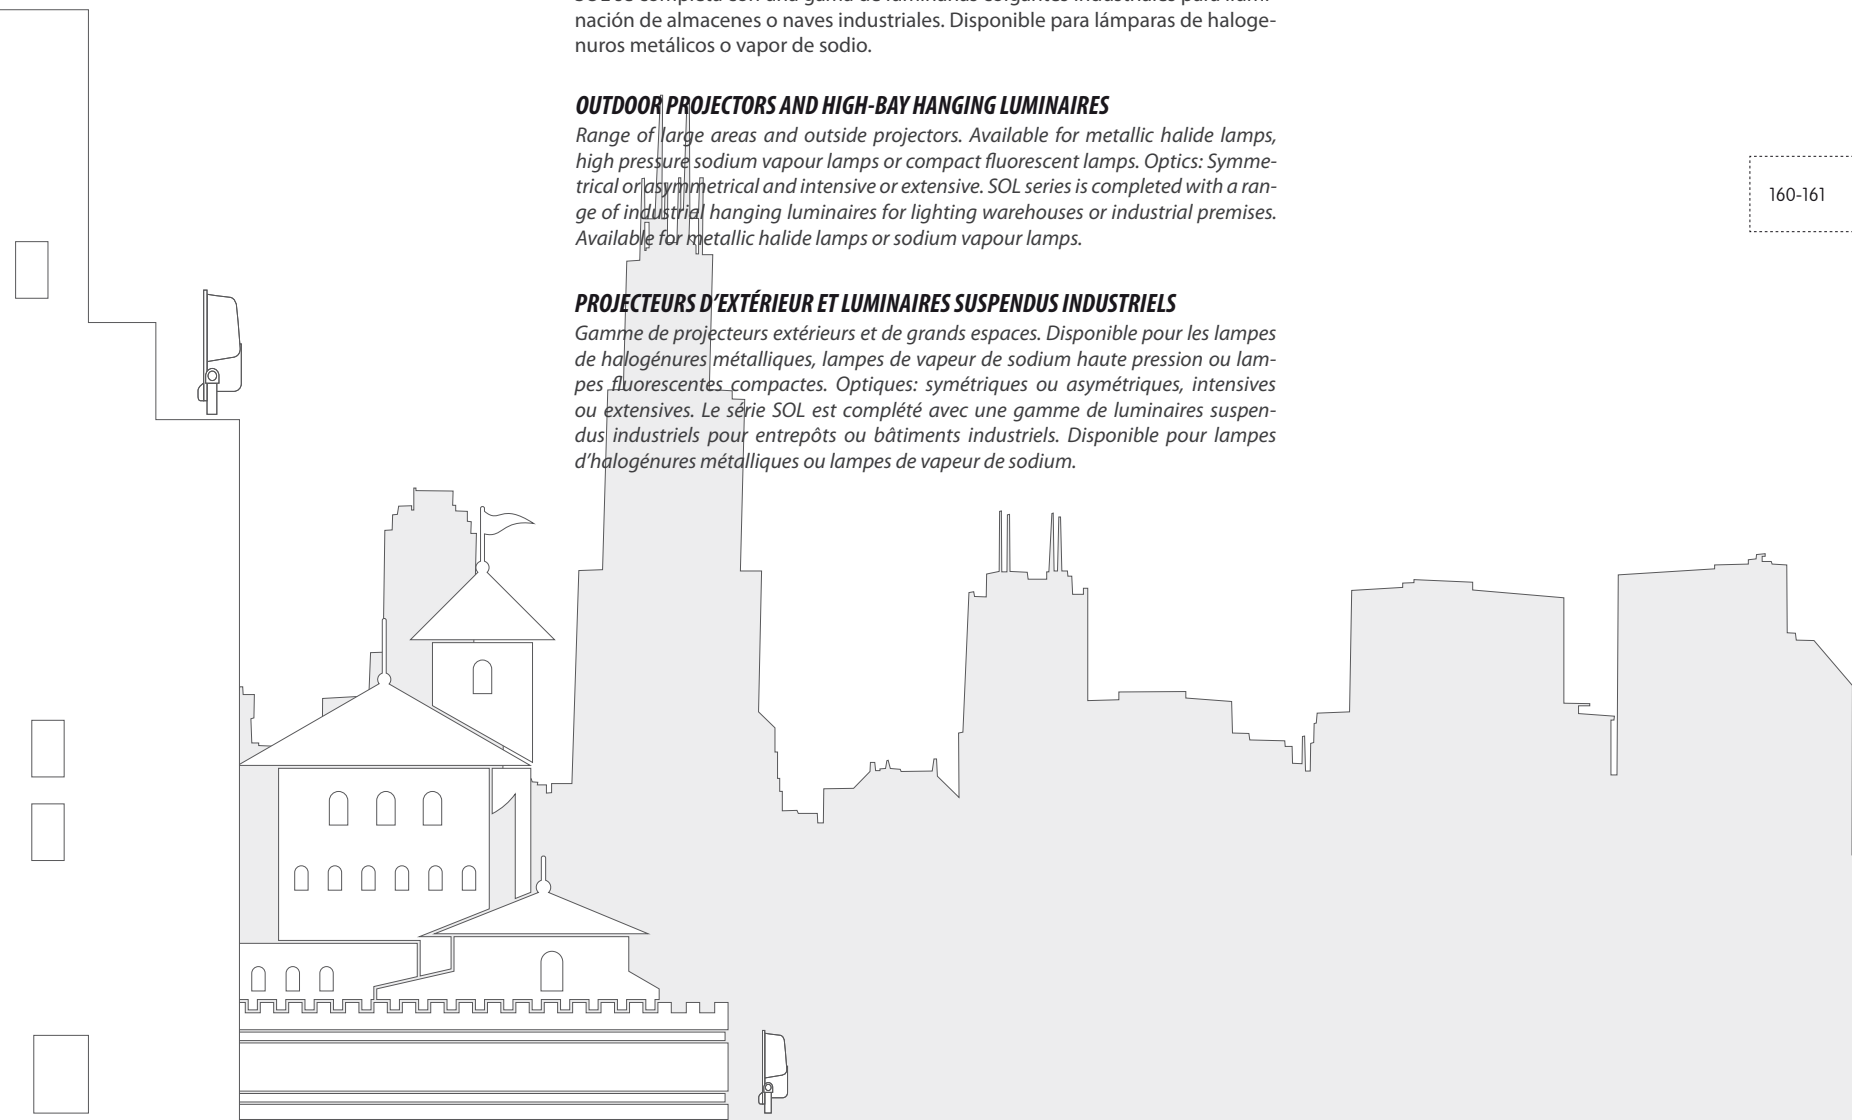 nación de almacenes o naves industriales. Disponible para lámparas de haloge-
nuros metálicos o vapor de sodio.
OUTDOOR PROJECTORS AND HIGH-BAY HANGING LUMINAIRES
Range of large areas and outside projectors. Available for metallic halide lamps,
high pressure sodium vapour lamps or compact fluorescent lamps. Optics: Symme-
trical or asymmetrical and intensive or extensive. SOL series is completed with a ran-
ge of industrial hanging luminaires for lighting warehouses or industrial premises.
Available for metallic halide lamps or sodium vapour lamps.
160-161
PROJECTEURS D'EXTÉRIEUR ET LUMINAIRES SUSPENDUS INDUSTRIELS
Gamme de projecteurs extérieurs et de grands espaces. Disponible pour les lampes
de halogénures métalliques, lampes de vapeur de sodium haute pression ou lam-
pes fluorescentes compactes. Optiques: symétriques ou asymétriques, intensives
ou extensives. Le série SOL est complété avec une gamme de luminaires suspen-
dus industriels pour entrepôts ou bâtiments industriels. Disponible pour lampes
d'halogénures métalliques ou lampes de vapeur de sodium.